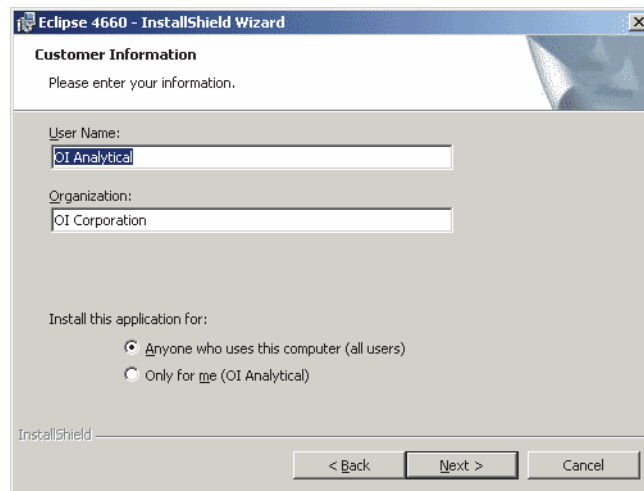 Eclipse 4660 - InstallShield Wizard
Customer Information
Please enter your information.
User Name:
OI Analytical
Organization:
OI Corporation
Install this application for:
Anyone who uses this computer (all users)
Only for me (OI Analytical)
InstallShield
< Back Next > Cancel